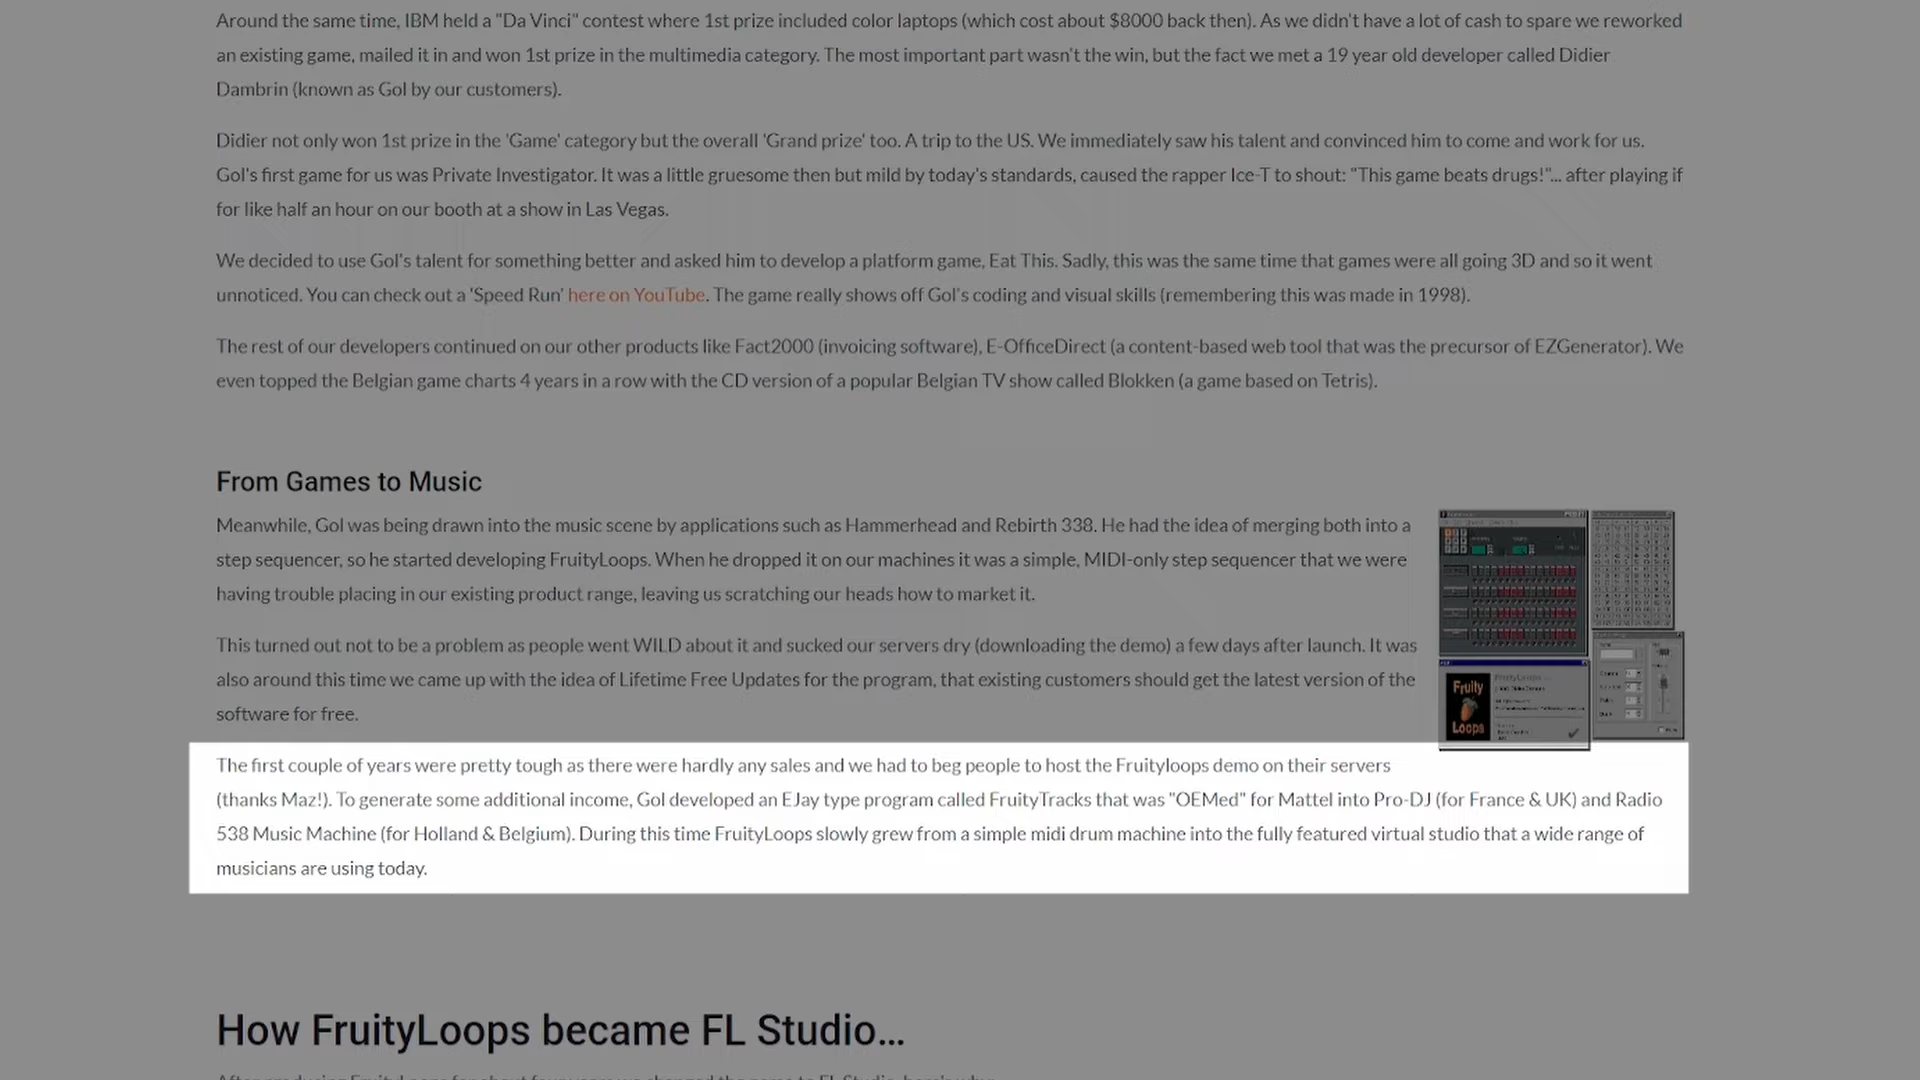 Around the same time, IBM held a "Da Vinci" contest where 1st prize included color laptops (which cost about $8000 back then). As we didn't have a lot of cash to spare we reworked
an existing game, mailed it in and won 1st prize in the multimedia category. The most important part wasn't the win, but the fact we met a 19 year old developer called Didier
Dambrin (known as Gol by our customers).
Didier not only won 1st prize in the 'Game' category but the overall 'Grand prize' too. A trip to the US. We immediately saw his talent and convinced him to come and work for us.
Gol's first game for us was Private Investigator. It was a little gruesome then but mild by today's standards, caused the rapper Ice-T to shout: "This game beats drugs!"... after playing if
for like half an hour on our booth at a show in Las Vegas.
We decided to use Gol's talent for something better and asked him to develop a platform game, Eat This. Sadly, this was the same time that games were all going 3D and so it went
unnoticed. You can check out a 'Speed Run' here on YouTube. The game really shows off Gol's coding and visual skills (remembering this was made in 1998).
The rest of our developers continued on our other products like Fact2000 (invoicing software), E-OfficeDirect (a content-based web tool that was the precursor of EZGenerator). We
even topped the Belgian game charts 4 years in a row with the CD version of a popular Belgian TV show called Blokken (a game based on Tetris).
From Games to Music
Meanwhile, Gol was being drawn into the music scene by applications such as Hammerhead and Rebirth 338. He had the idea of merging both into a
step sequencer, so he started developing FruityLoops. When he dropped it on our machines it was a simple, MIDI-only step sequencer that we were
having trouble placing in our existing product range, leaving us scratching our heads how to market it.
This turned out not to be a problem as people went WILD about it and sucked our servers dry (downloading the demo) a few days after launch. It was
also around this time we came up with the idea of Lifetime Free Updates for the program, that existing customers should get the latest version of the
software for free.
Fruity
Loops
The first couple of years were pretty tough as there were hardly any sales and we had to beg people to host the Fruityloops demo on their servers
(thanks Maz!). To generate some additional income, Gol developed an EJay type program called FruityTracks that was "OEMed" for Mattel into Pro-DJ (for France & UK) and Radio
538 Music Machine (for Holland & Belgium). During this time FruityLoops slowly grew from a simple midi drum machine into the fully featured virtual studio that a wide range of
musicians are using today.
How FruityLoops became FL Studio...